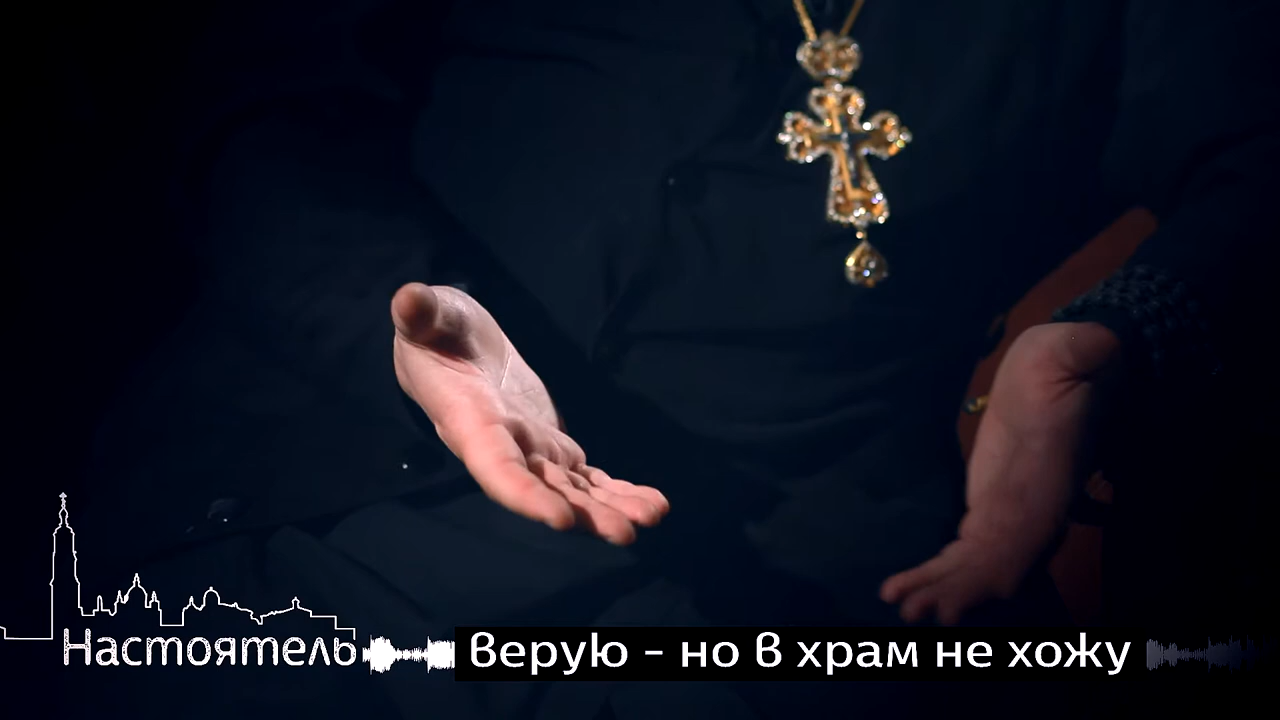 Настоятель
верую - но в храм не хожу